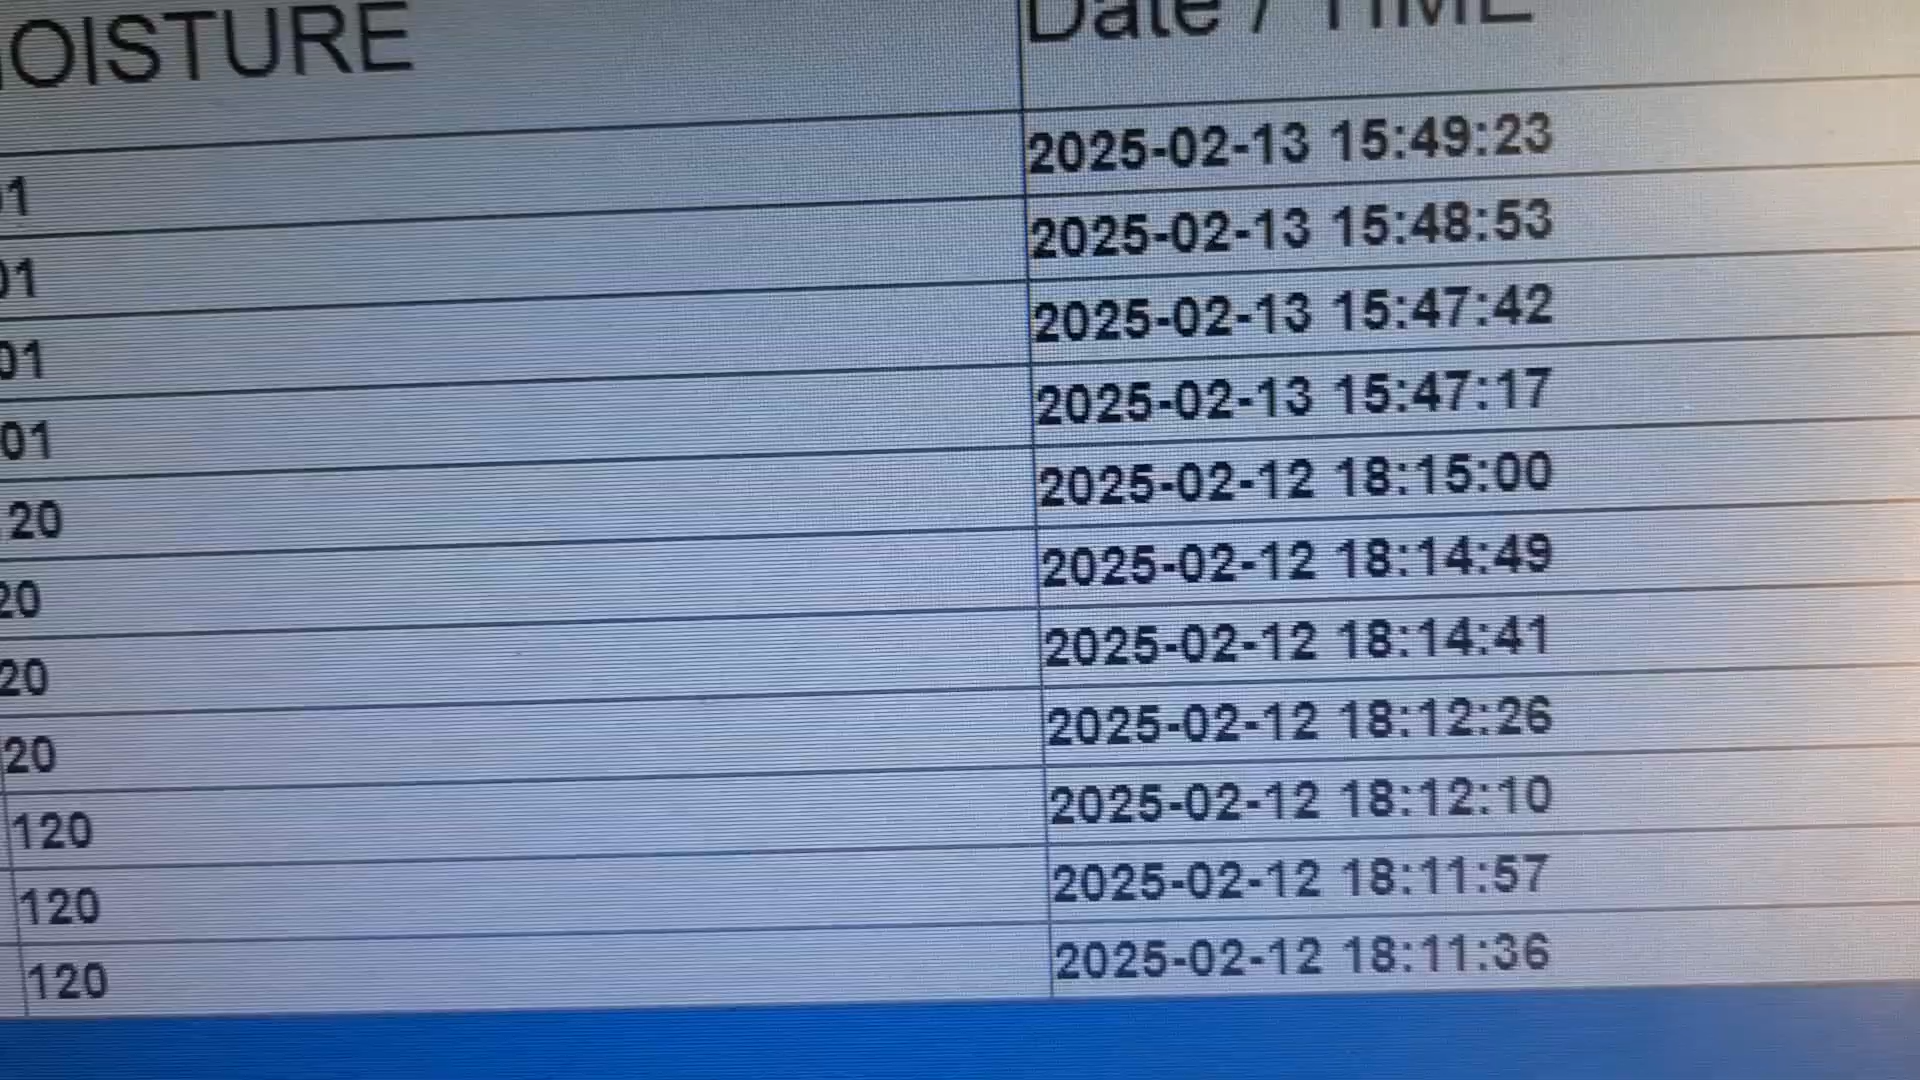 OISTURE Date / TIME
01 2025-02-13 15:49:23
01 2025-02-13 15:48:53
01 2025-02-13 15:47:42
01 2025-02-13 15:47:17
20 2025-02-12 18:15:00
20 2025-02-12 18:14:49
20 2025-02-12 18:14:41
20 2025-02-12 18:12:26
120 2025-02-12 18:12:10
120 2025-02-12 18:11:57
120 2025-02-12 18:11:36